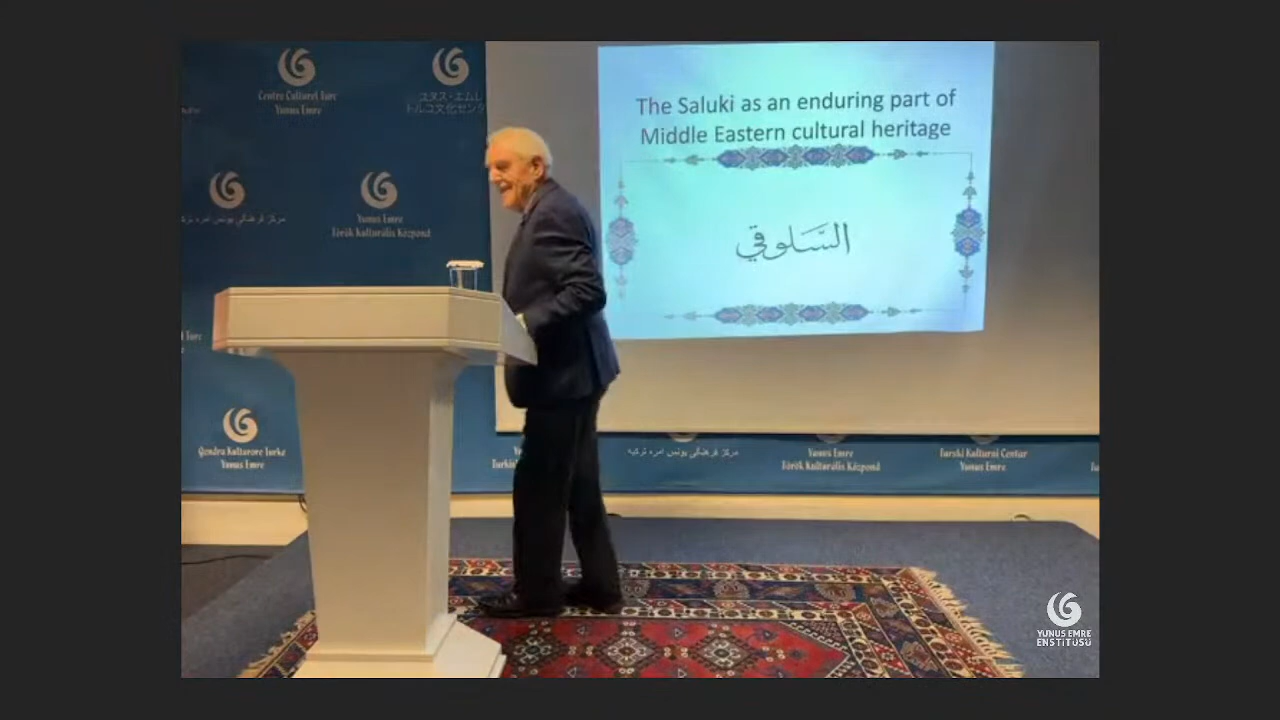 Centre Culturel Turc
Yunus Emre
ユヌス・エムレ
トルコ文化センタ
The Saluki as an enduring part of
Middle Eastern cultural heritage
السَّلوقي
Yunus Emre
Török Kulturális Központ
Qendra Kulturore Turke
Yunus Emre
Yunus Emre
Török Kulturális Központ
Turski Kulturni Centar
Yunus Emre
YUNUS EMRE
ENSTİTÜSÜ